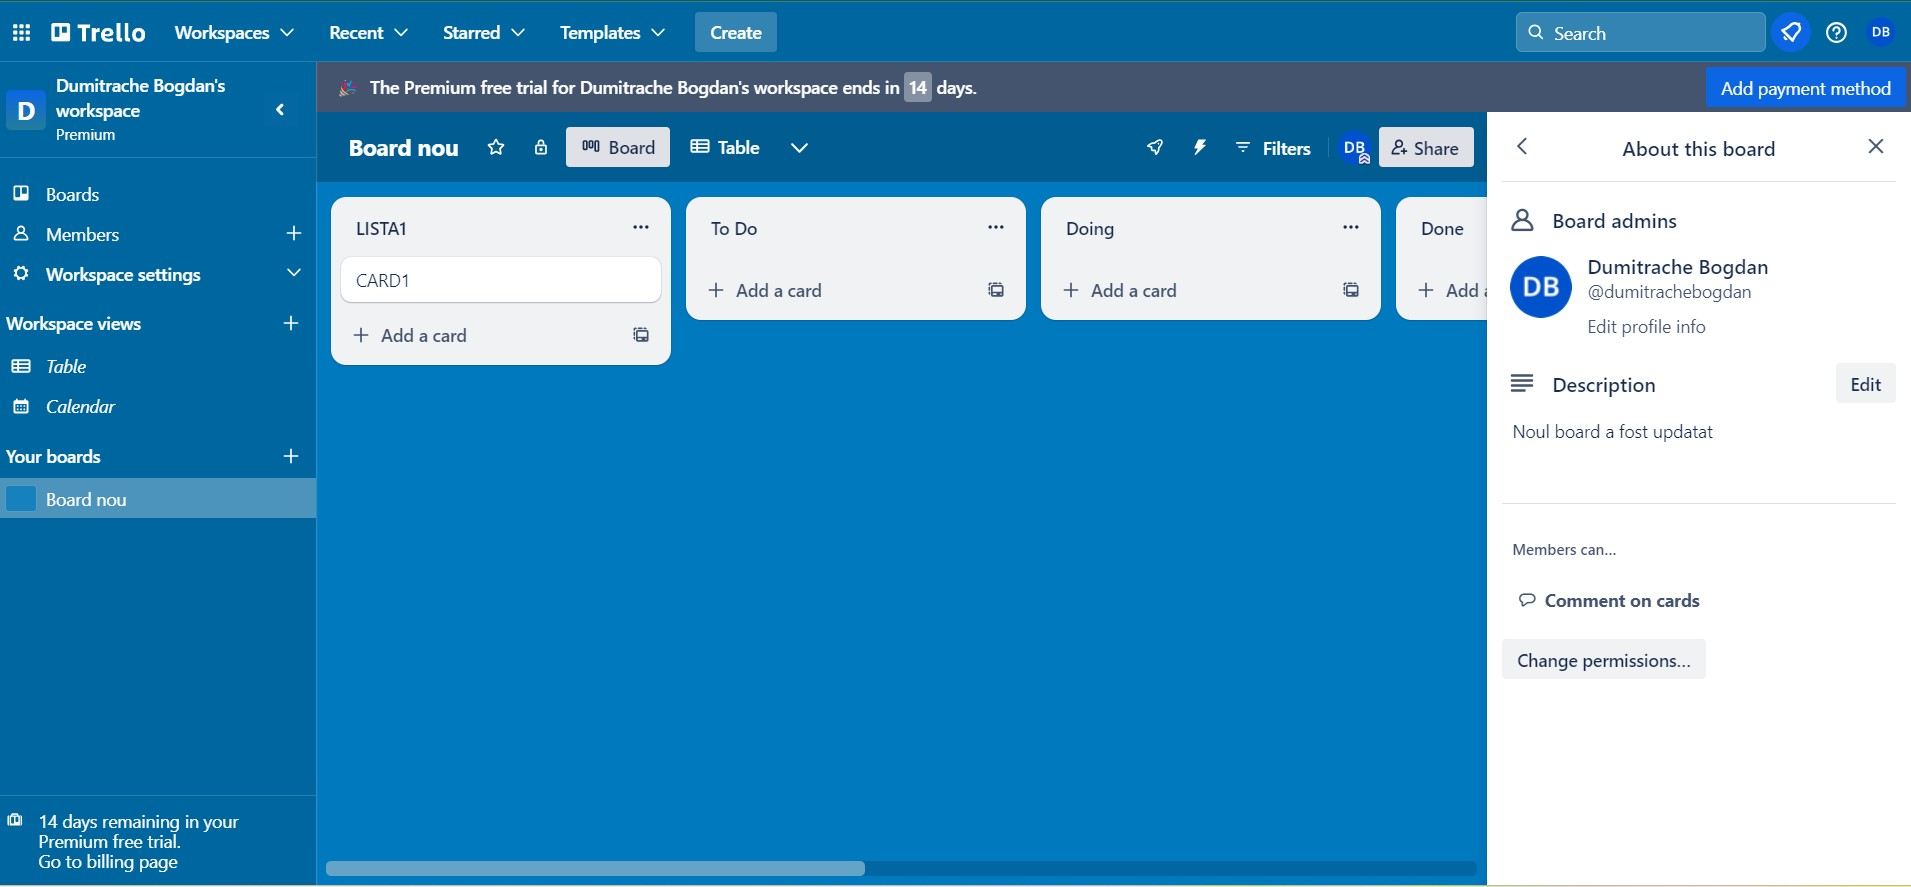 Trello
Workspaces
Recent
Starred
Templates
Create
Search
DB
D
Dumitrache Bogdan's
workspace
Premium
The Premium free trial for Dumitrache Bogdan's workspace ends in 14 days.
Add payment method
Boards
Members
Workspace settings
Workspace views
Table
Calendar
Your boards
Board nou
14 days remaining in your
Premium free trial.
Go to billing page
Board nou
Board
Table
Filters
DB
Share
LISTA1
CARD1
Add a card
To Do
Add a card
Doing
Add a card
Done
Add
About this board
Board admins
DB
Dumitrache Bogdan
@dumitrachebogdan
Edit profile info
Description
Edit
Noul board a fost updatat
Members can...
Comment on cards
Change permissions...